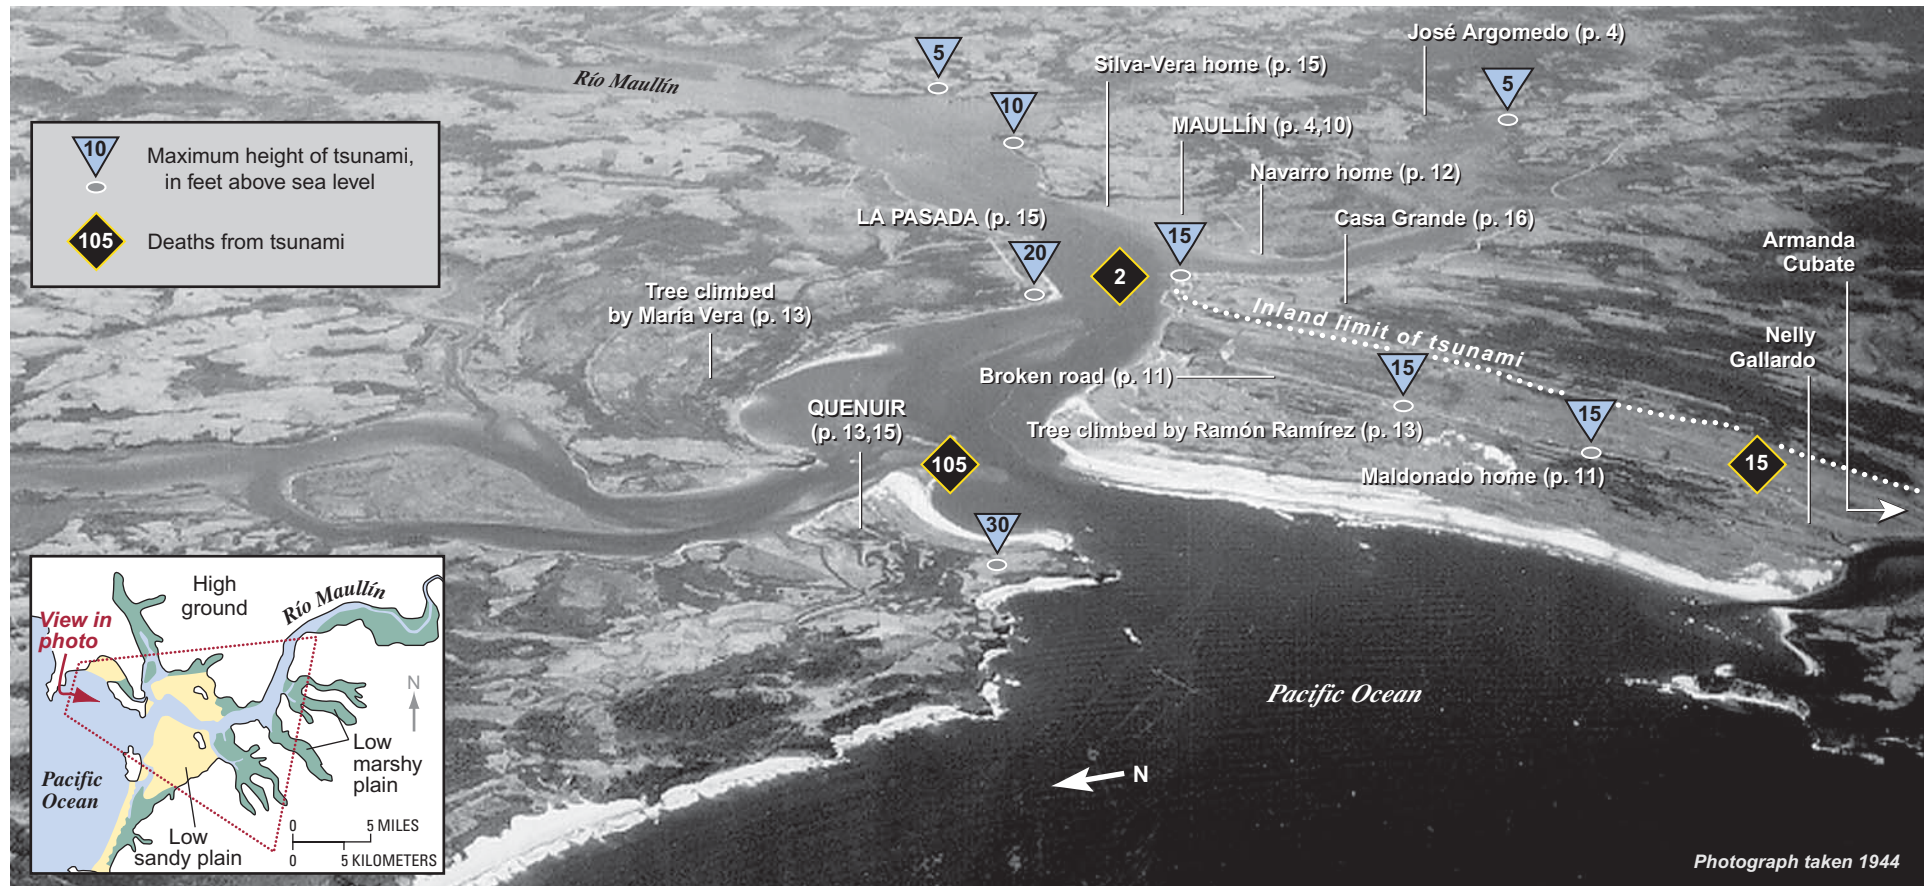 José Argomedo (p. 4)
5
Silva-Vera home (p. 15)
Río Maullín
5
10
MAULLÍN (p. 4,10)
10
Maximum height of tsunami,
in feet above sea level
105
Deaths from tsunami
Navarro home (p. 12)
LA PASADA (p. 15)
20
15
2
Casa Grande (p. 16)
Armanda
Cubate
Tree climbed
by María Vera (p. 13)
Inland limit of tsunami
Nelly
Gallardo
Broken road (p. 11)
15
QUENUIR
(p. 13,15)
15
Tree climbed by Ramón Ramírez (p. 13)
105
15
Maldonado home (p. 11)
30
High
ground
Río Maullín
View in
photo
N
Low
marshy
plain
Pacific
Ocean
Low
sandy plain
0 5 MILES
0 5 KILOMETERS
Pacific Ocean
N
Photograph taken 1944